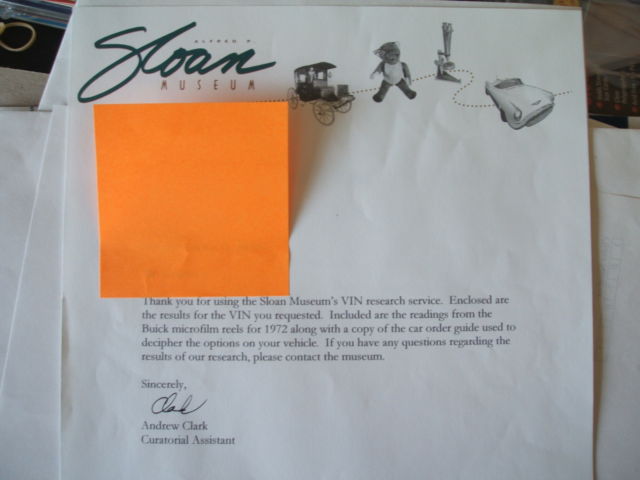 ALFRED P.
Sloan
MUSEUM
Thank you for using the Sloan Museum's VIN research service. Enclosed are
the results for the VIN you requested. Included are the readings from the
Buick microfilm reels for 1972 along with a copy of the car order guide used to
decipher the options on your vehicle. If you have any questions regarding the
results of our research, please contact the museum.
Sincerely,
Clark
Andrew Clark
Curatorial Assistant